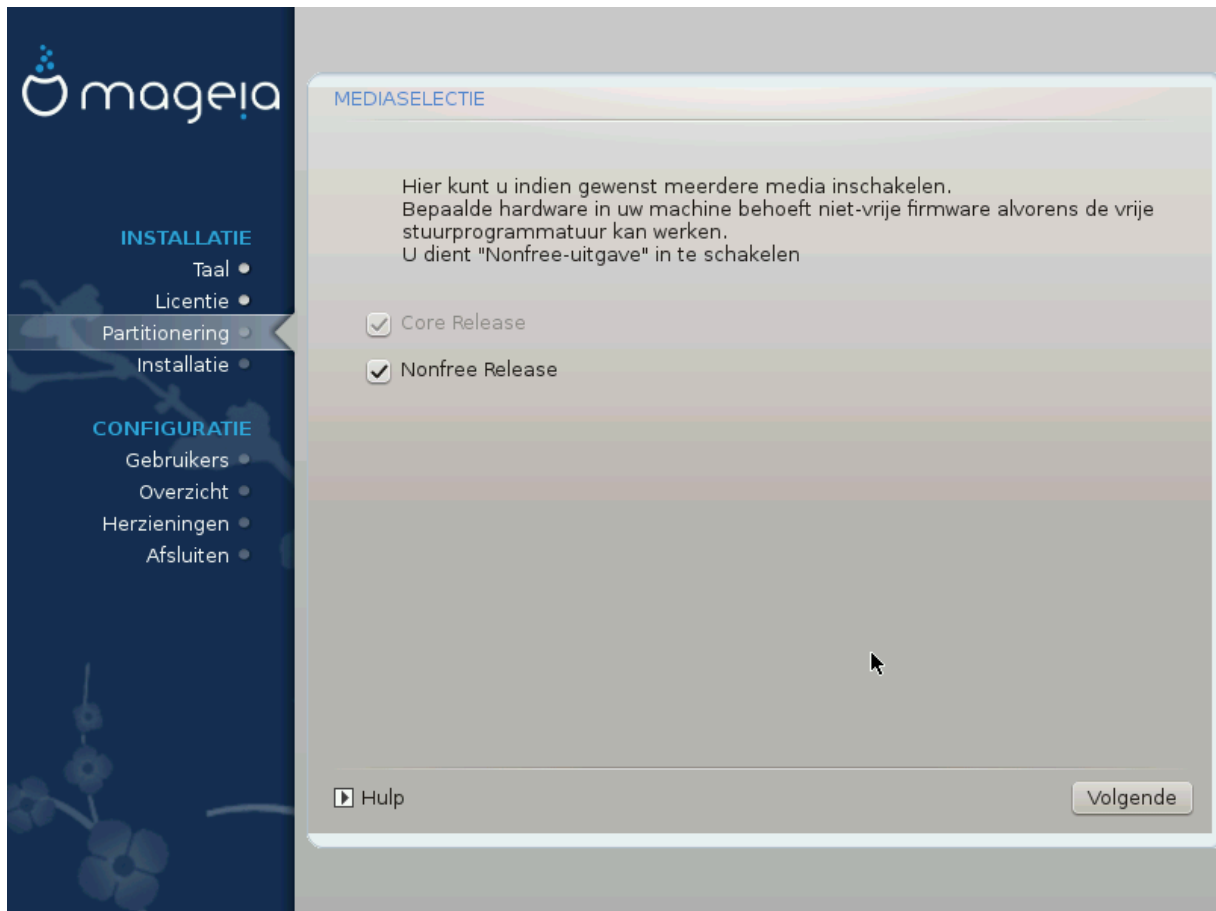 mageia
INSTALLATIE
Taal
Licentie
Partitionering
Installatie
CONFIGURATIE
Gebruikers
Overzicht
Herzieningen
Afsluiten
MEDIASELECTIE
Hier kunt u indien gewenst meerdere media inschakelen.
Bepaalde hardware in uw machine behoeft niet-vrije firmware alvorens de vrije
stuurprogrammatuur kan werken.
U dient "Nonfree-uitgave" in te schakelen
Core Release
Nonfree Release
Hulp
Volgende